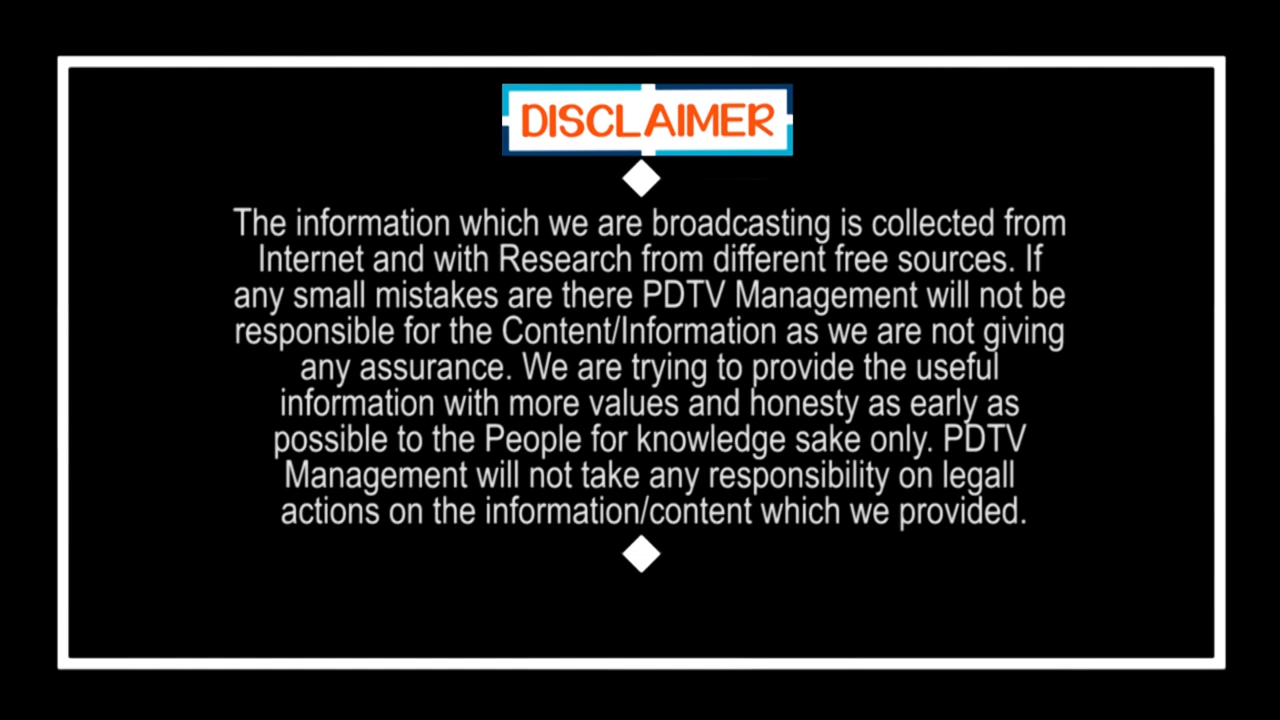 DISCLAIMER
The information which we are broadcasting is collected from
Internet and with Research from different free sources. If
any small mistakes are there PDTV Management will not be
responsible for the Content/Information as we are not giving
any assurance. We are trying to provide the useful
information with more values and honesty as early as
possible to the People for knowledge sake only. PDTV
Management will not take any responsibility on legall
actions on the information/content which we provided.